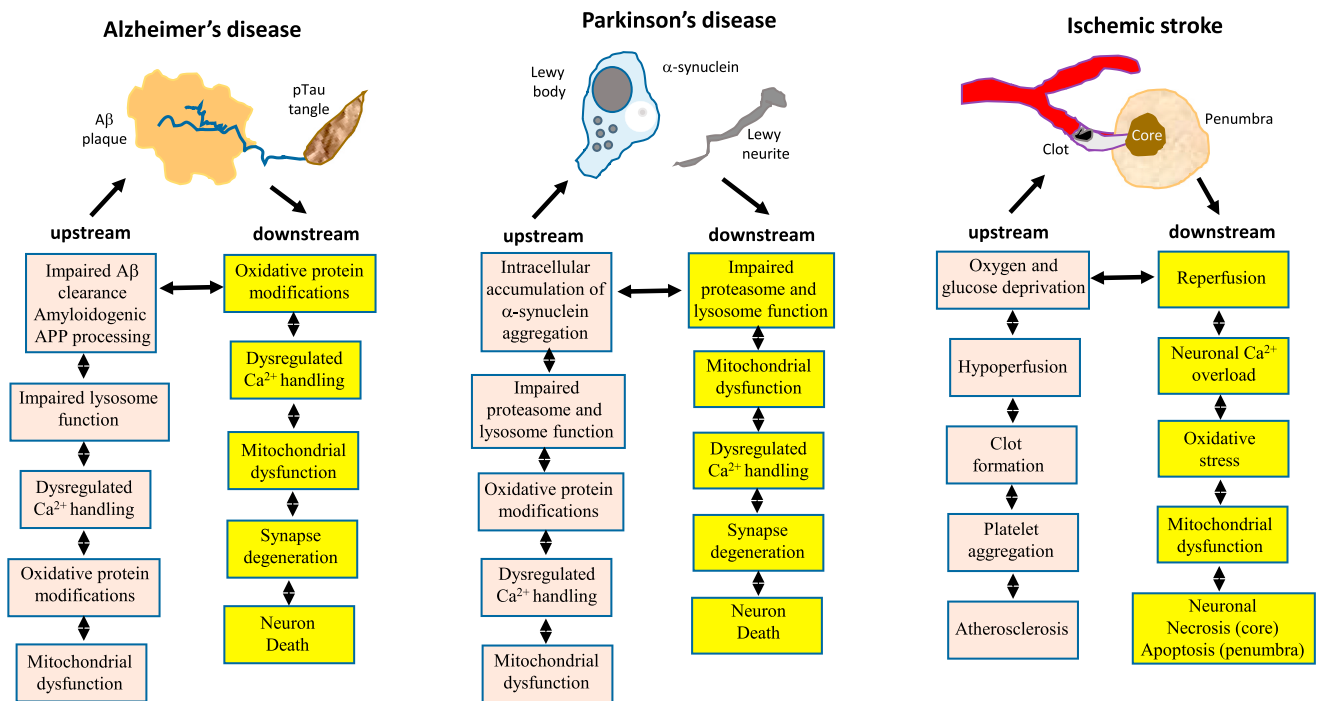 Alzheimer's disease
Aβ
plaque
pTau
tangle
upstream
downstream
Impaired Aβ
clearance
Amyloidogenic
APP processing
Impaired lysosome
function
Dysregulated
Ca²⁺ handling
Oxidative protein
modifications
Mitochondrial
dysfunction
Oxidative protein
modifications
Dysregulated
Ca²⁺ handling
Mitochondrial
dysfunction
Synapse
degeneration
Neuron
Death
Parkinson's disease
Lewy
body
α-synuclein
Lewy
neurite
upstream
downstream
Intracellular
accumulation of
α-synuclein
aggregation
Impaired
proteasome and
lysosome function
Oxidative protein
modifications
Dysregulated
Ca²⁺ handling
Mitochondrial
dysfunction
Impaired
proteasome and
lysosome function
Mitochondrial
dysfunction
Dysregulated
Ca²⁺ handling
Synapse
degeneration
Neuron
Death
Ischemic stroke
Clot
Core
Penumbra
upstream
downstream
Oxygen and
glucose deprivation
Hypoperfusion
Clot
formation
Platelet
aggregation
Atherosclerosis
Reperfusion
Neuronal Ca²⁺
overload
Oxidative
stress
Mitochondrial
dysfunction
Neuronal
Necrosis (core)
Apoptosis (penumbra)